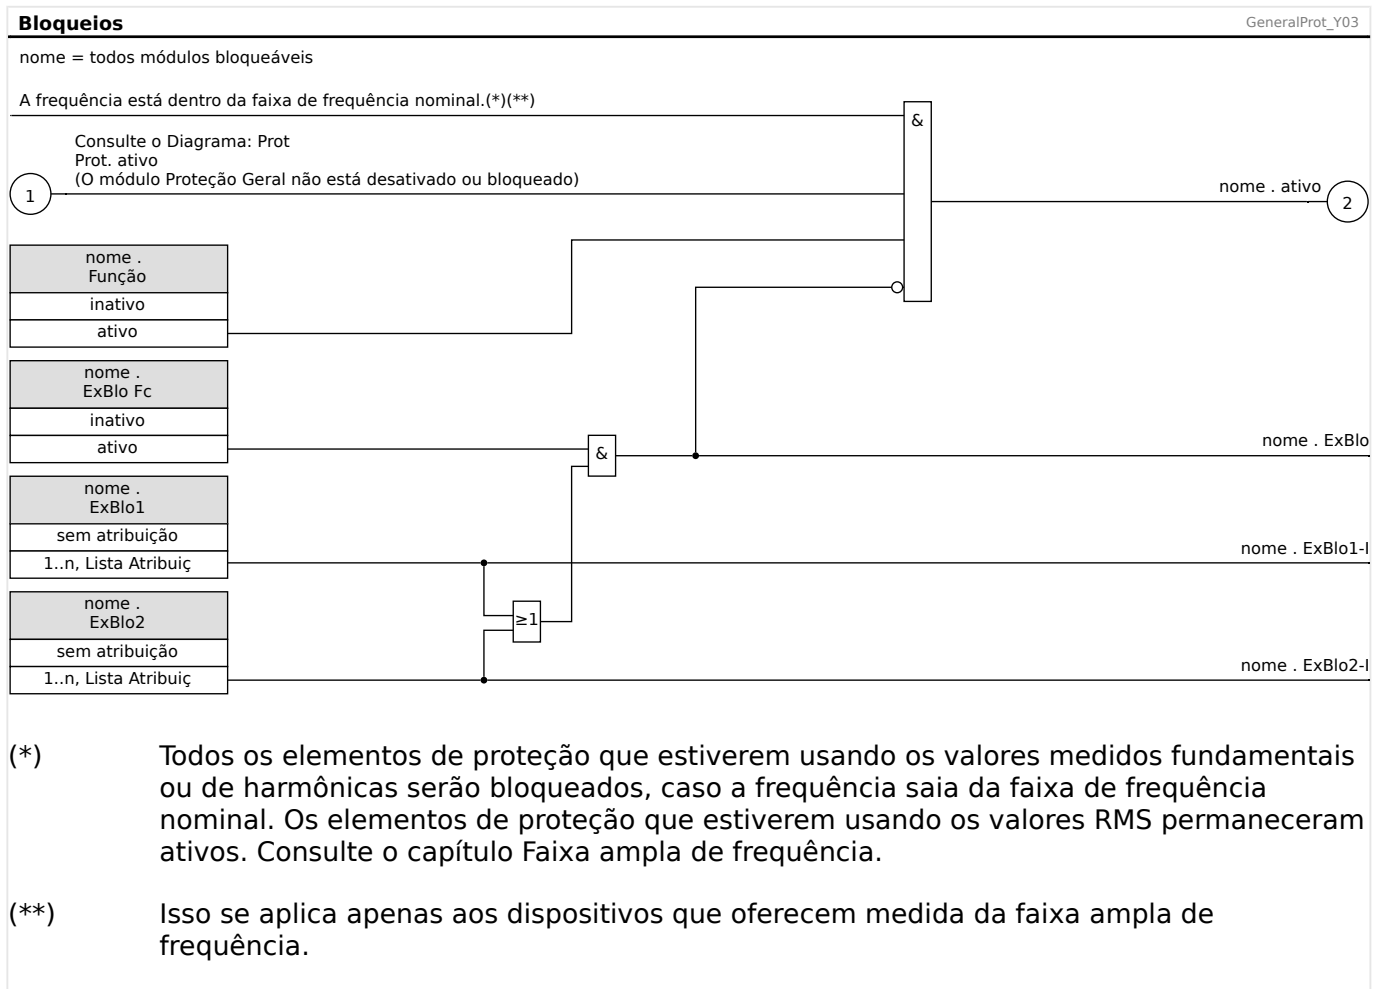 Bloqueios
GeneralProt_Y03
nome = todos módulos bloqueáveis
A frequência está dentro da faixa de frequência nominal.(*)(**)
&
Consulte o Diagrama: Prot
Prot. ativo
(O módulo Proteção Geral não está desativado ou bloqueado)
1
nome . ativo
2
nome .
Função
inativo
ativo
nome .
ExBlo Fc
inativo
ativo
&
nome . ExBlo
nome .
ExBlo1
sem atribuição
1..n, Lista Atribuiç
nome . ExBlo1-I
nome .
ExBlo2
≥1
sem atribuição
1..n, Lista Atribuiç
nome . ExBlo2-I
(*) Todos os elementos de proteção que estiverem usando os valores medidos fundamentais
ou de harmônicas serão bloqueados, caso a frequência saia da faixa de frequência
nominal. Os elementos de proteção que estiverem usando os valores RMS permaneceram
ativos. Consulte o capítulo Faixa ampla de frequência.
(**) Isso se aplica apenas aos dispositivos que oferecem medida da faixa ampla de
frequência.